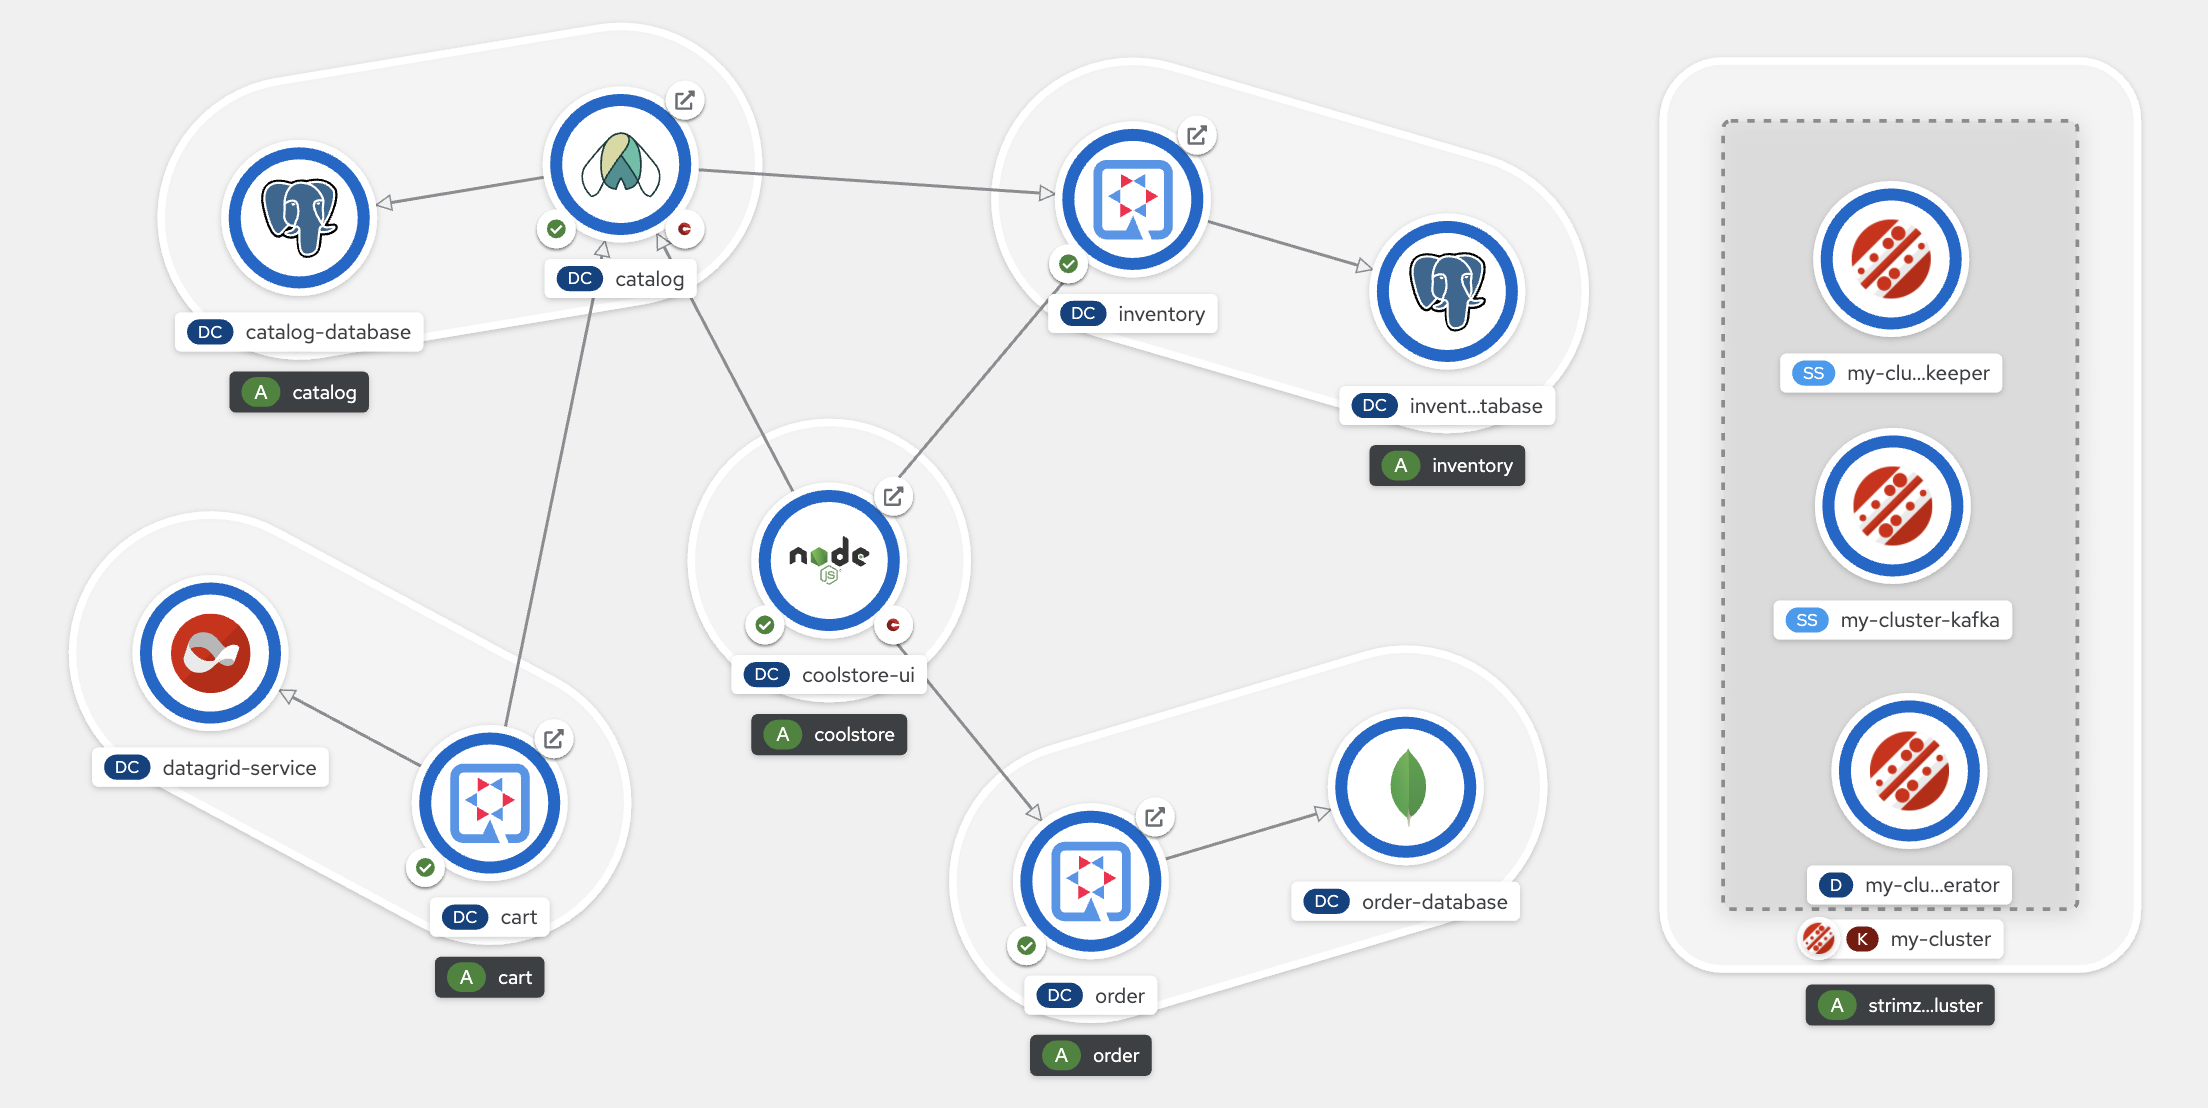 DC catalog
DC catalog-database
A catalog
DC inventory
DC invent...tabase
A inventory
node
JS
DC coolstore-ui
A coolstore
DC datagrid-service
DC cart
A cart
DC order-database
DC order
A order
SS my-clu...keeper
SS my-cluster-kafka
D my-clu...erator
K my-cluster
A strimz...luster